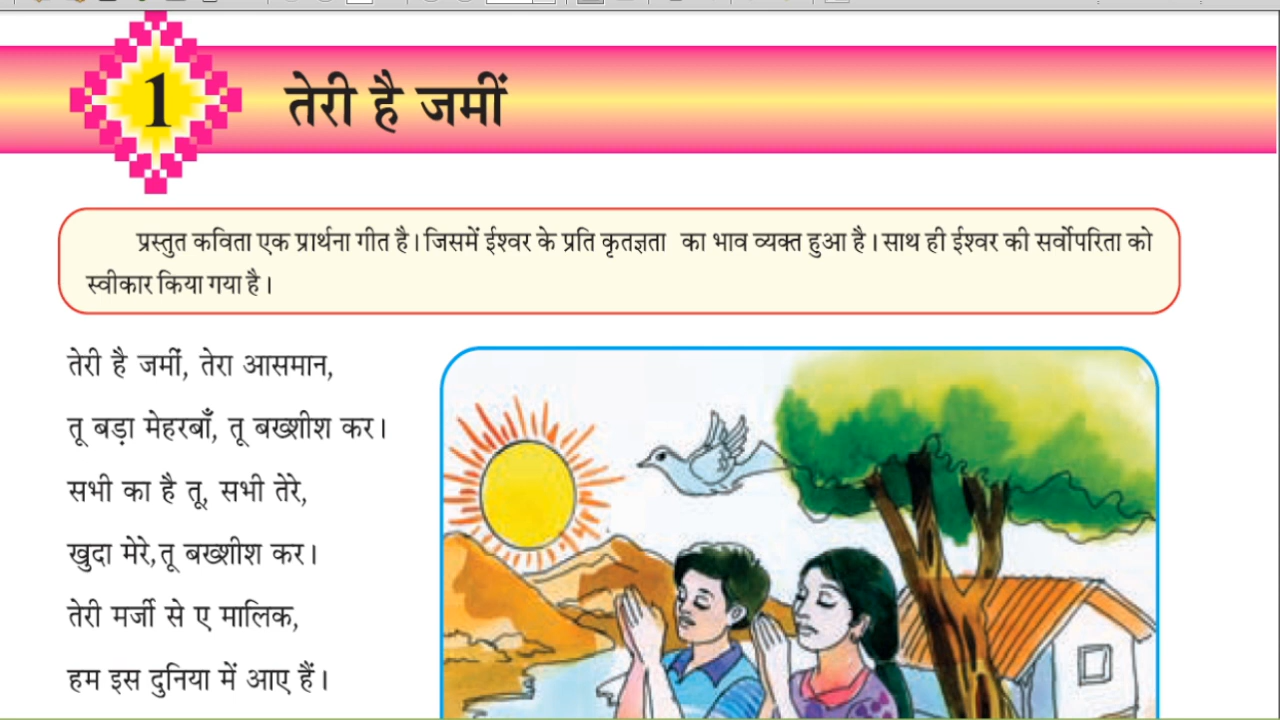 1
तेरी है जमीं
प्रस्तुत कविता एक प्रार्थना गीत है। जिसमें ईश्वर के प्रति कृतज्ञता का भाव व्यक्त हुआ है। साथ ही ईश्वर की सर्वोपरिता को
स्वीकार किया गया है।
तेरी है जमीं, तेरा आसमान,
तू बड़ा मेहरबाँ, तू बख्शीश कर।
सभी का है तू, सभी तेरे,
खुदा मेरे,तू बख्शीश कर।
तेरी मर्जी से ए मालिक,
हम इस दुनिया में आए हैं।